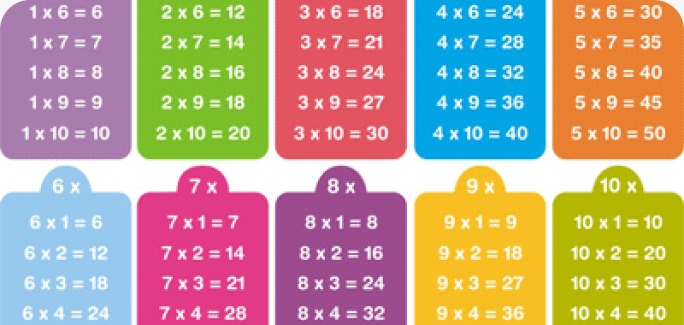 1 x 6 = 6
1 x 7 = 7
1 x 8 = 8
1 x 9 = 9
1 x 10 = 10
2 x 6 = 12
2 x 7 = 14
2 x 8 = 16
2 x 9 = 18
2 x 10 = 20
3 x 6 = 18
3 x 7 = 21
3 x 8 = 24
3 x 9 = 27
3 x 10 = 30
4 x 6 = 24
4 x 7 = 28
4 x 8 = 32
4 x 9 = 36
4 x 10 = 40
5 x 6 = 30
5 x 7 = 35
5 x 8 = 40
5 x 9 = 45
5 x 10 = 50
6 x
6 x 1 = 6
6 x 2 = 12
6 x 3 = 18
6 x 4 = 24
7 x
7 x 1 = 7
7 x 2 = 14
7 x 3 = 21
7 x 4 = 28
8 x
8 x 1 = 8
8 x 2 = 16
8 x 3 = 24
8 x 4 = 32
9 x
9 x 1 = 9
9 x 2 = 18
9 x 3 = 27
9 x 4 = 36
10 x
10 x 1 = 10
10 x 2 = 20
10 x 3 = 30
10 x 4 = 40